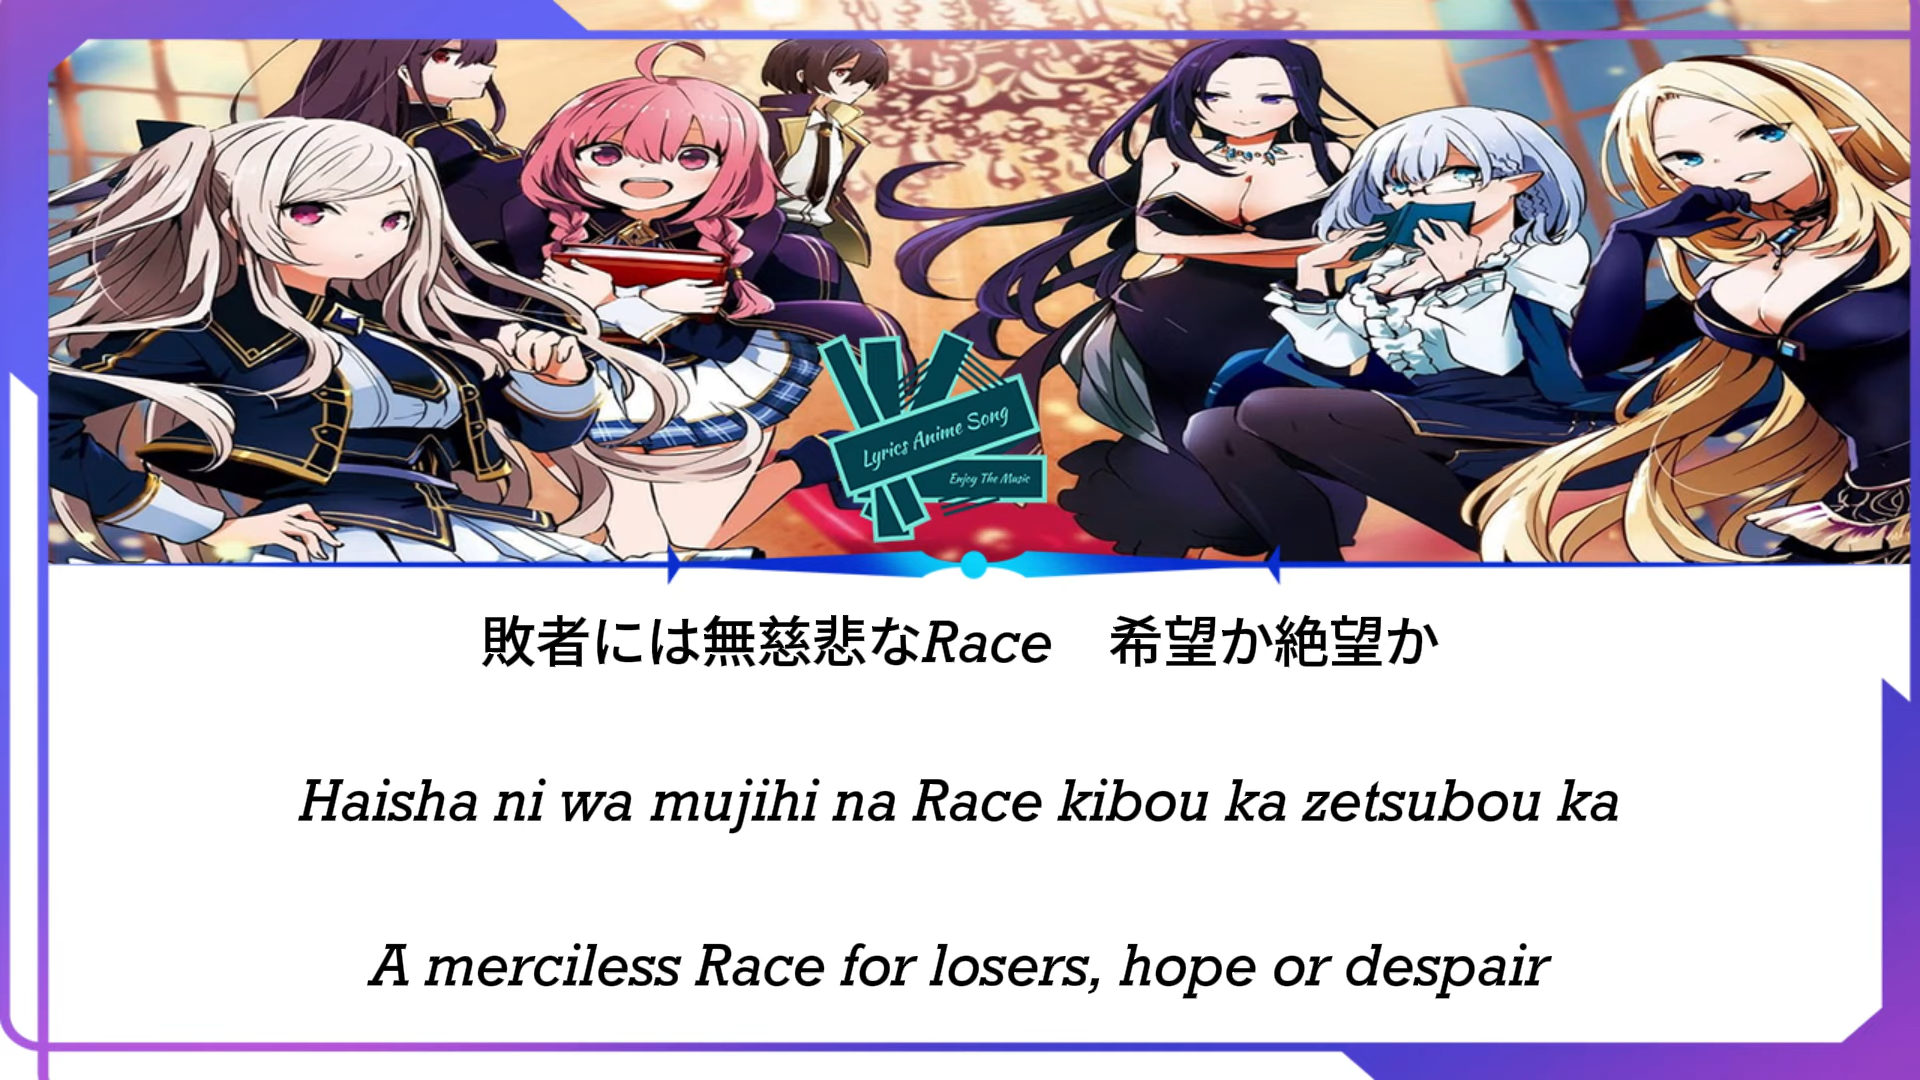 Lyrics Anime Song
Enjoy The Music
敗者には無慈悲なRace　希望か絶望か
Haisha ni wa mujihi na Race kibou ka zetsubou ka
A merciless Race for losers, hope or despair